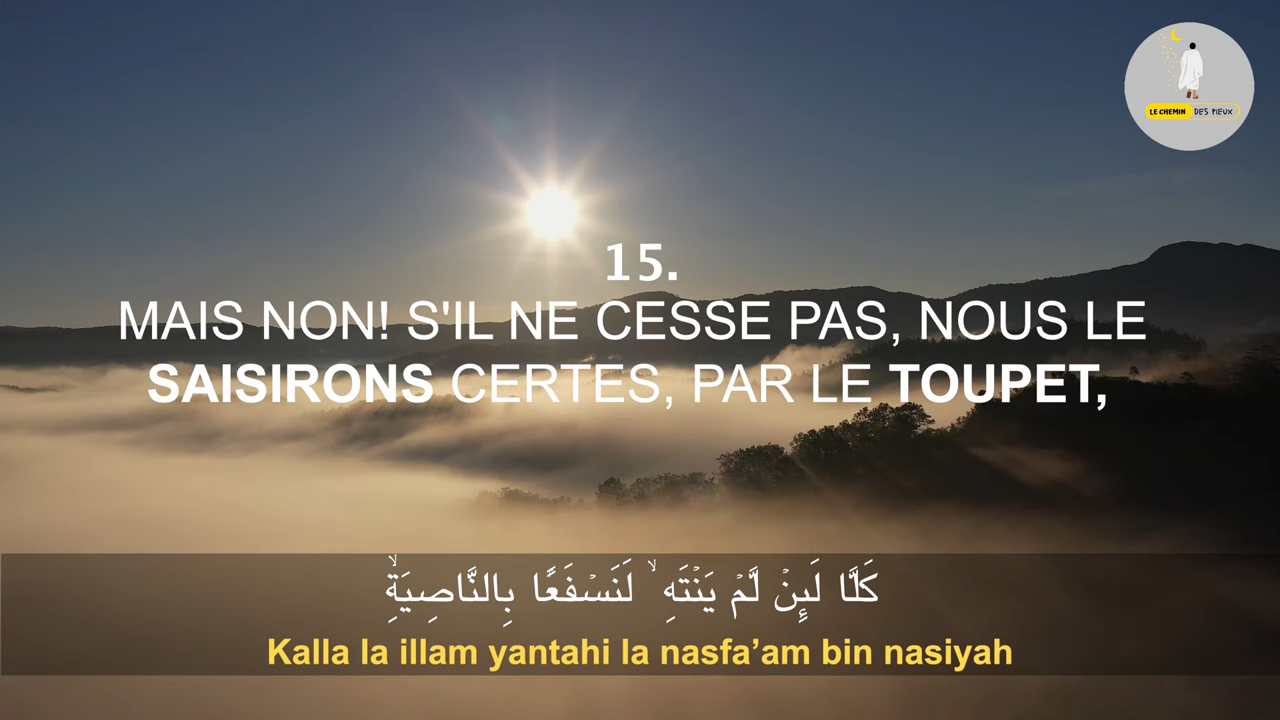 LE CHEMIN DES PIEUX
15.
MAIS NON! S'IL NE CESSE PAS, NOUS LE
SAISIRONS CERTES, PAR LE TOUPET,
كَلَّا لَىِٕنْ لَّمْ يَنْتَهِ ۙ لَنَسْفَعًۢا بِالنَّاصِيَةِۙ
Kalla la illam yantahi la nasfa’am bin nasiyah